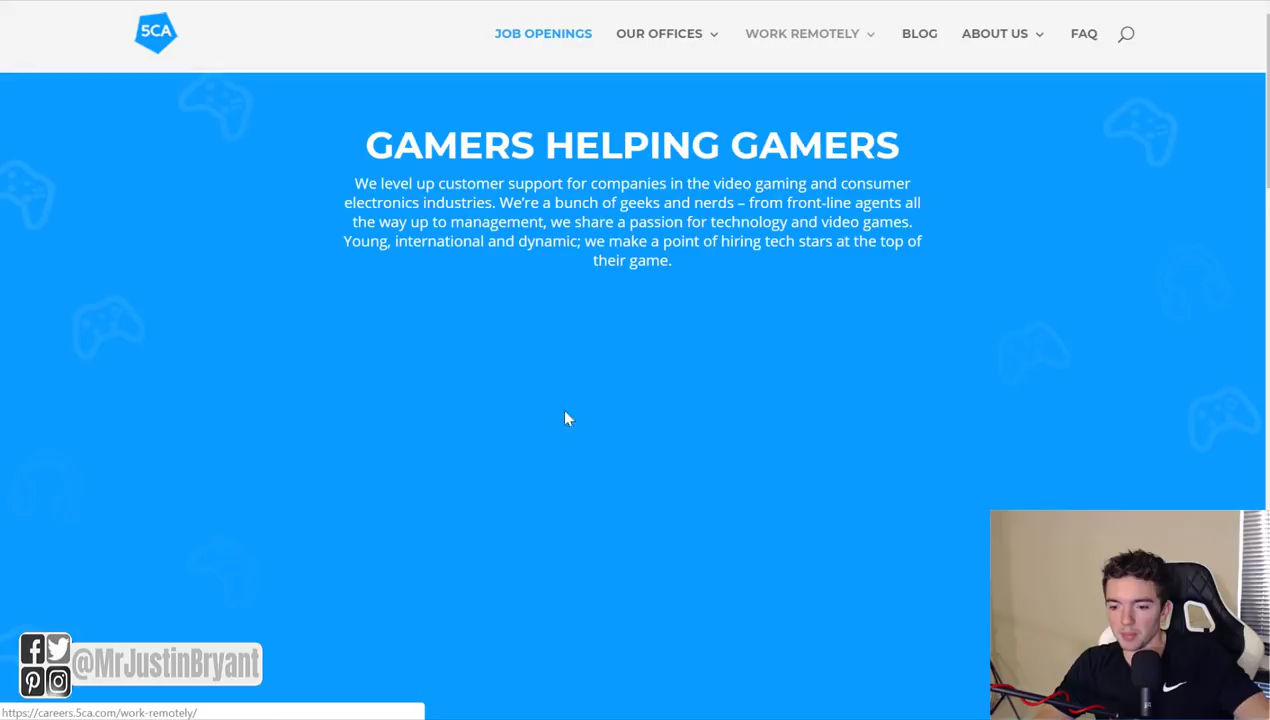 5CA
JOB OPENINGS OUR OFFICES WORK REMOTELY BLOG ABOUT US FAQ
GAMERS HELPING GAMERS
We level up customer support for companies in the video gaming and consumer
electronics industries. We’re a bunch of geeks and nerds – from front-line agents all
the way up to management, we share a passion for technology and video games.
Young, international and dynamic; we make a point of hiring tech stars at the top of
their game.
@MrJustinBryant
https://careers.5ca.com/work-remotely/